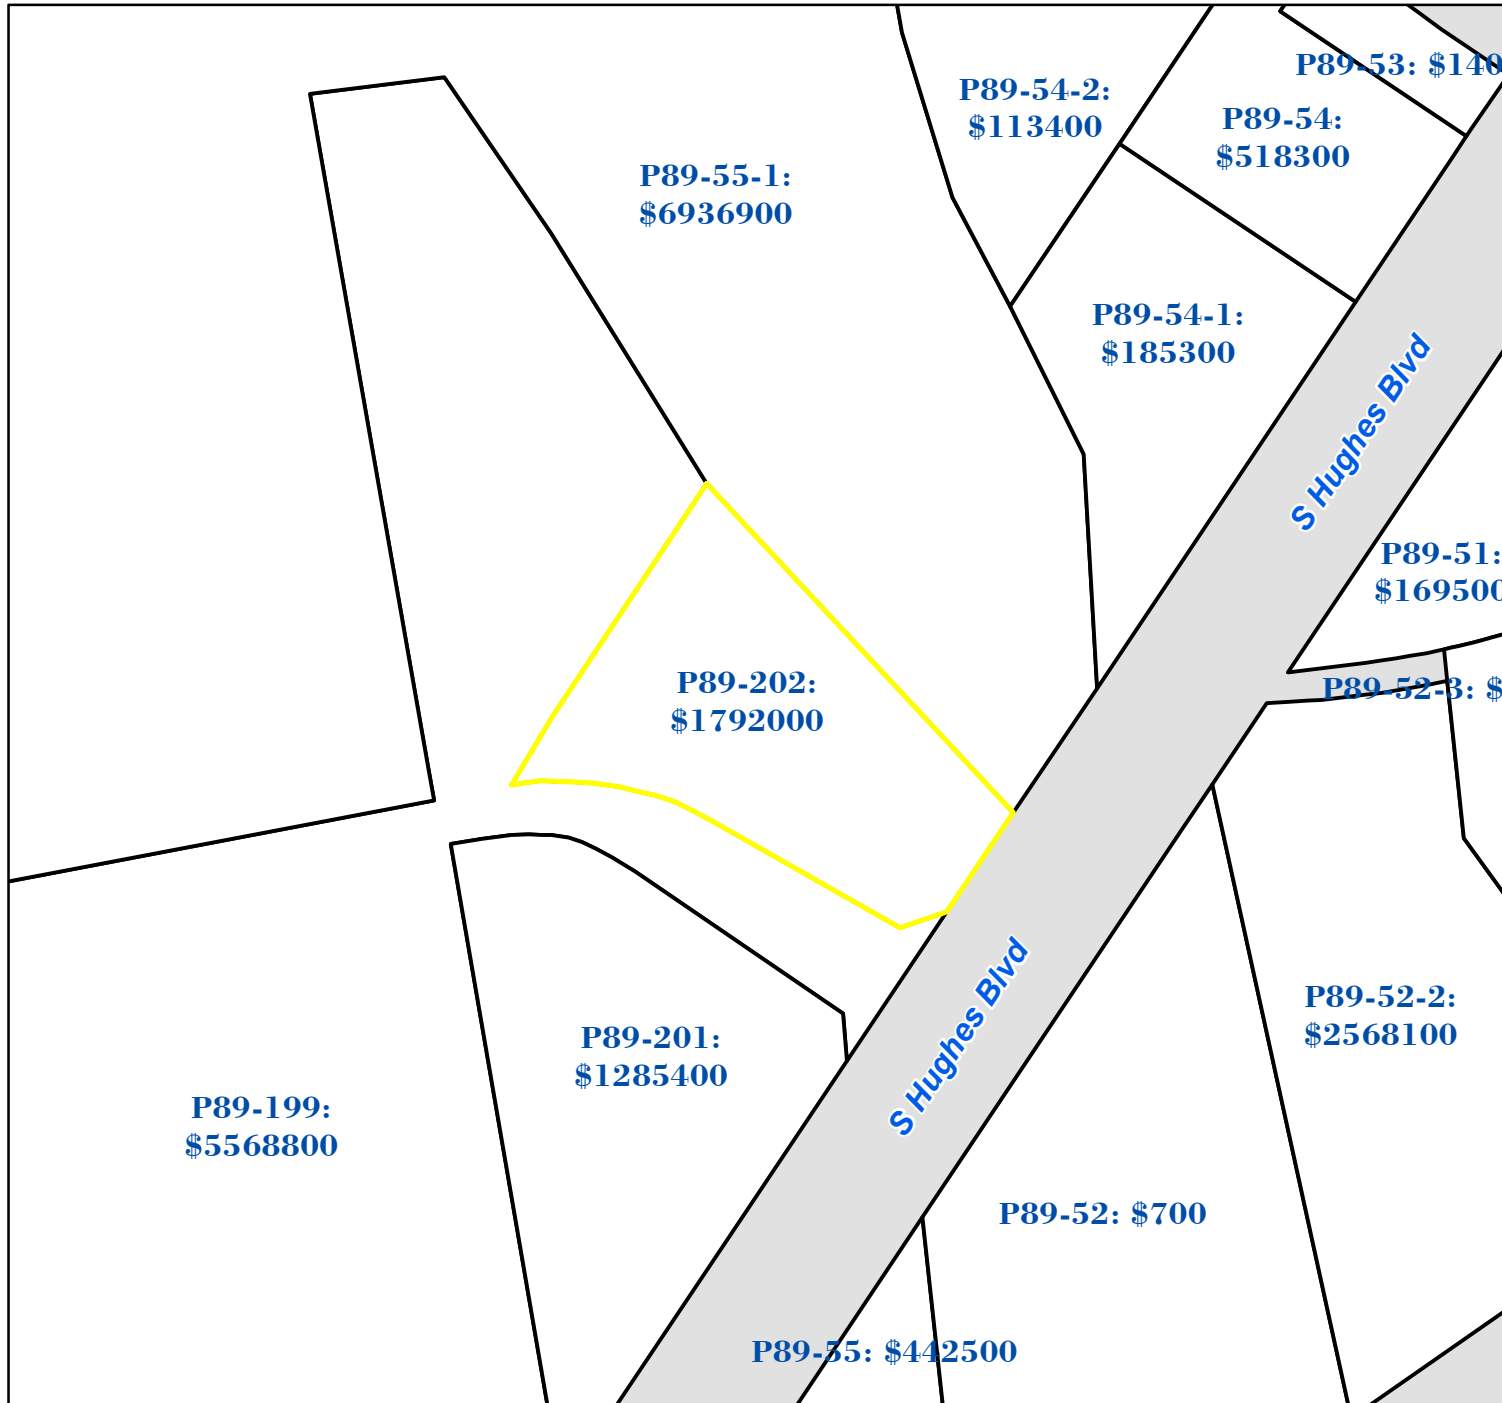 P89-53: $140
P89-54-2:
$113400
P89-54:
$518300
P89-55-1:
$6936900
P89-54-1:
$185300
S Hughes Blvd
P89-51:
$169500
P89-202:
$1792000
P89-52-3: $
S Hughes Blvd
P89-52-2:
$2568100
P89-201:
$1285400
P89-199:
$5568800
P89-52: $700
P89-55: $442500